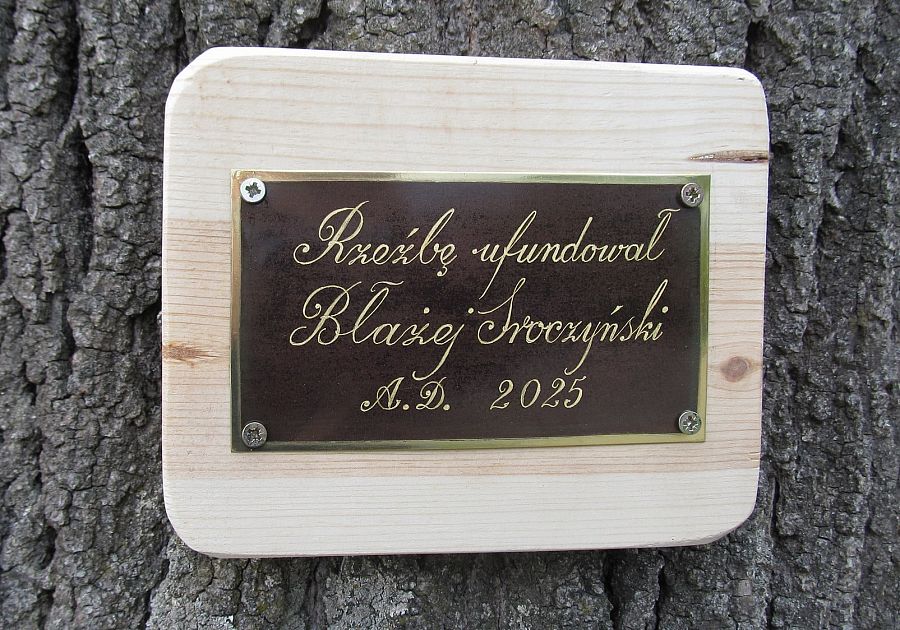 Rzeźbę ufundował
Błażej Sroczyński
A.D. 2025